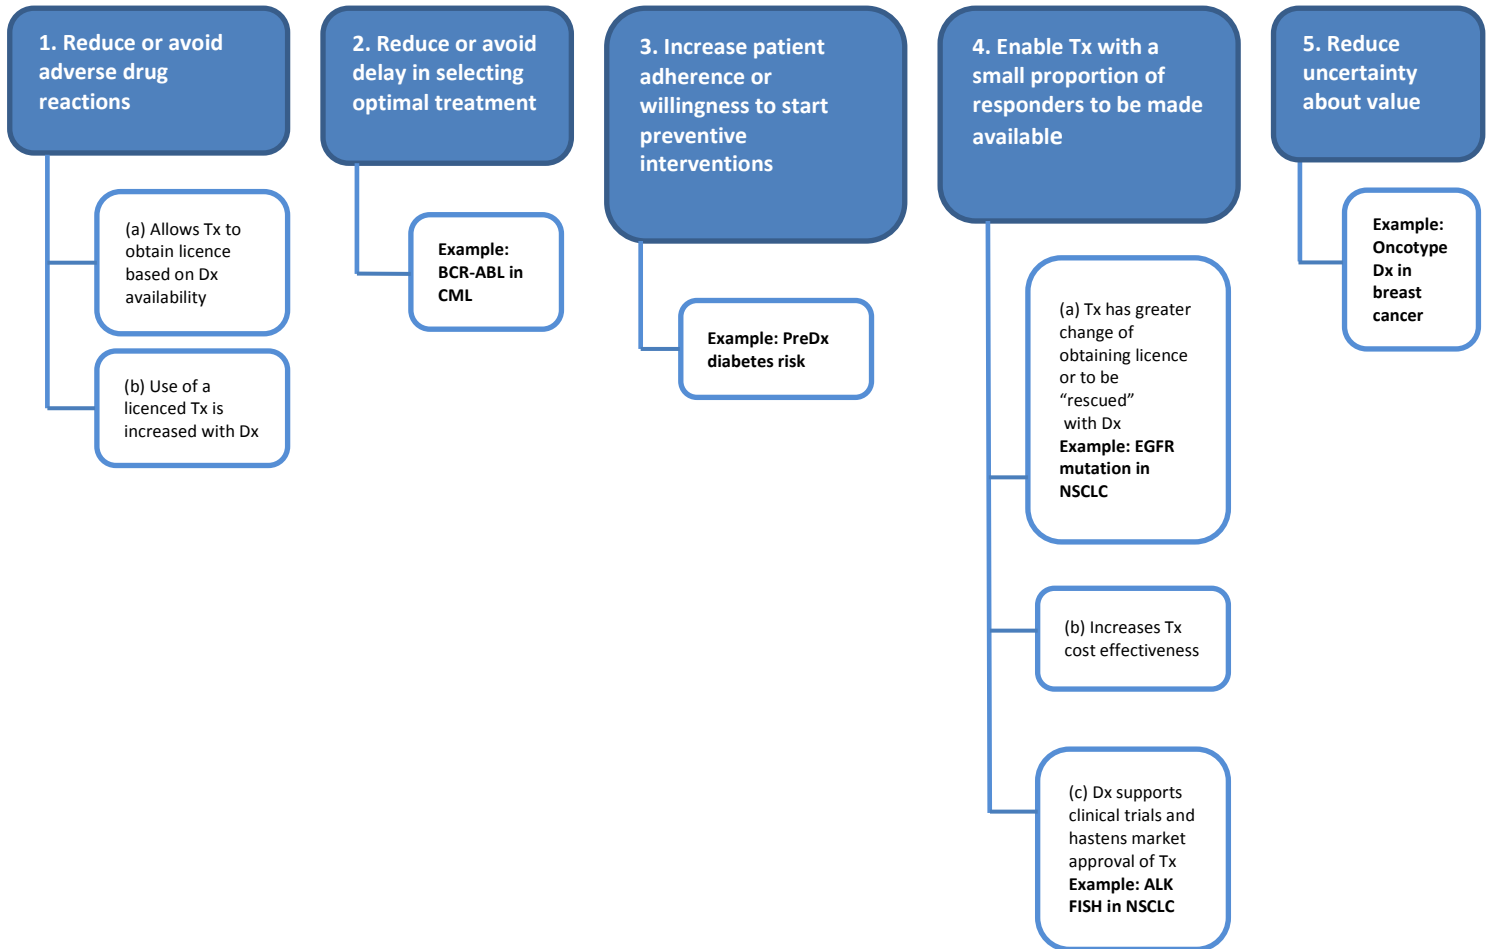 1. Reduce or avoid
adverse drug
reactions
(a) Allows Tx to
obtain licence
based on Dx
availability
(b) Use of a
licenced Tx is
increased with Dx
2. Reduce or avoid
delay in selecting
optimal treatment
Example:
BCR-ABL in
CML
3. Increase patient
adherence or
willingness to start
preventive
interventions
Example: PreDx
diabetes risk
4. Enable Tx with a
small proportion of
responders to be made
available
(a) Tx has greater
change of
obtaining licence
or to be
“rescued”
with Dx
Example: EGFR
mutation in
NSCLC
(b) Increases Tx
cost effectiveness
(c) Dx supports
clinical trials and
hastens market
approval of Tx
Example: ALK
FISH in NSCLC
5. Reduce
uncertainty
about value
Example:
Oncotype
Dx in
breast
cancer